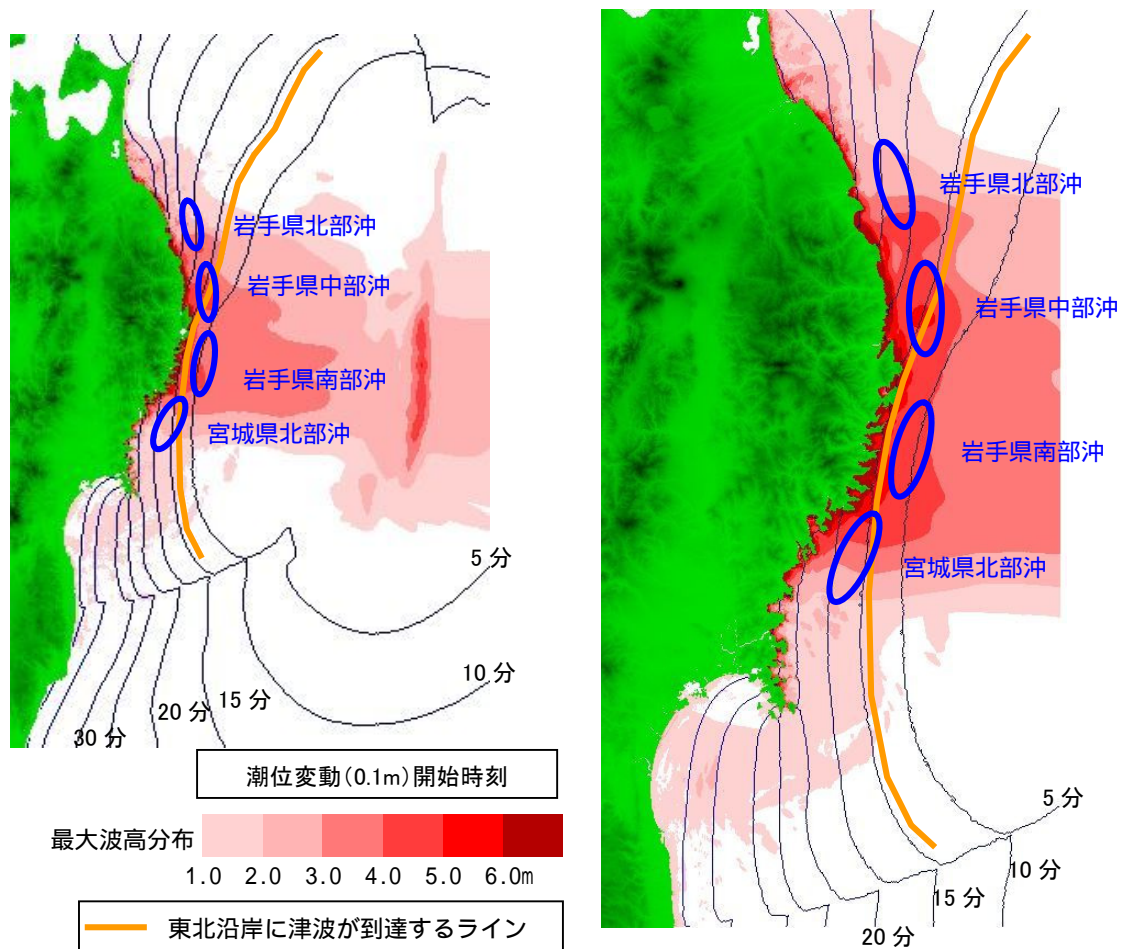 岩手県北部沖
岩手県中部沖
岩手県南部沖
宮城県北部沖
5 分
10 分
15 分
20 分
30 分
潮位変動(0.1m)開始時刻
最大波高分布
1.0 2.0 3.0 4.0 5.0 6.0m
東北沿岸に津波が到達するライン
岩手県北部沖
岩手県中部沖
岩手県南部沖
宮城県北部沖
5 分
10 分
15 分
20 分